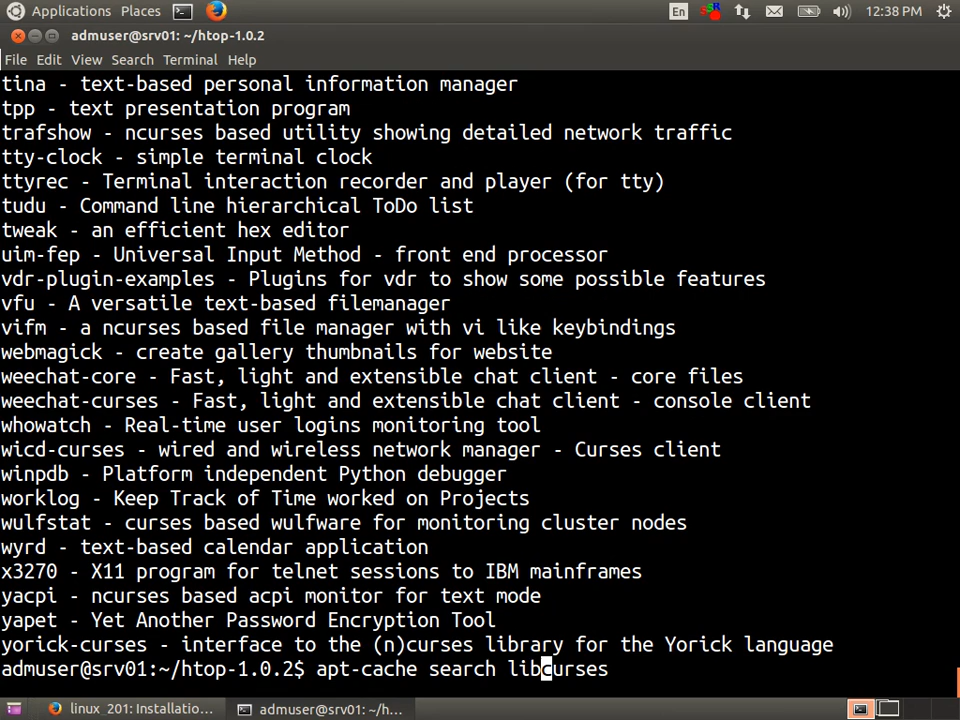 Applications Places En SSR 12:38 PM
admuser@srv01: ~/htop-1.0.2
File Edit View Search Terminal Help
tina - text-based personal information manager
tpp - text presentation program
trafshow - ncurses based utility showing detailed network traffic
tty-clock - simple terminal clock
ttyrec - Terminal interaction recorder and player (for tty)
tudu - Command line hierarchical ToDo list
tweak - an efficient hex editor
uim-fep - Universal Input Method - front end processor
vdr-plugin-examples - Plugins for vdr to show some possible features
vfu - A versatile text-based filemanager
vifm - a ncurses based file manager with vi like keybindings
webmagick - create gallery thumbnails for website
weechat-core - Fast, light and extensible chat client - core files
weechat-curses - Fast, light and extensible chat client - console client
whowatch - Real-time user logins monitoring tool
wicd-curses - wired and wireless network manager - Curses client
winpdb - Platform independent Python debugger
worklog - Keep Track of Time worked on Projects
wulfstat - curses based wulfware for monitoring cluster nodes
wyrd - text-based calendar application
x3270 - X11 program for telnet sessions to IBM mainframes
yacpi - ncurses based acpi monitor for text mode
yapet - Yet Another Password Encryption Tool
yorick-curses - interface to the (n)curses library for the Yorick language
admuser@srv01:~/htop-1.0.2$ apt-cache search libcurses
linux_201: Installatio... admuser@srv01: ~/h...